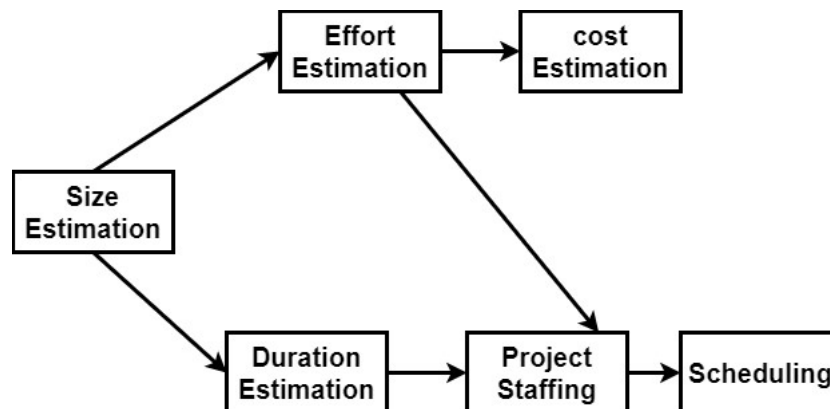 Effort
Estimation
cost
Estimation
Size
Estimation
Duration
Estimation
Project
Staffing
Scheduling